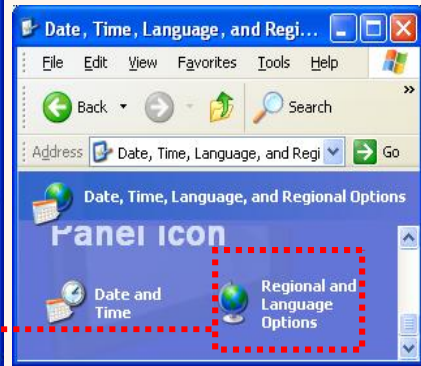 Date, Time, Language, and Regi...
File Edit View Favorites Tools Help
Back Search »
Address Date, Time, Language, and Regi Go
Date, Time, Language, and Regional Options
Panel icon
Date and
Time
Regional and
Language
Options